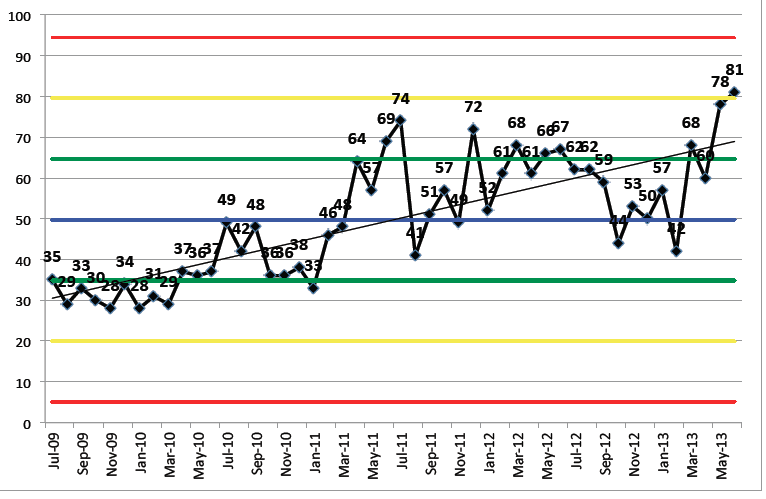 100
90
80
70
60
50
40
30
20
10
0
35
29
33
30
28
34
28
31
29
37
36
37
49
42
48
36
36
38
33
46
48
64
57
69
74
41
51
57
49
72
52
61
68
61
66
67
62
62
59
44
53
50
57
42
68
60
78
81
Jul-09
Sep-09
Nov-09
Jan-10
Mar-10
May-10
Jul-10
Sep-10
Nov-10
Jan-11
Mar-11
May-11
Jul-11
Sep-11
Nov-11
Jan-12
Mar-12
May-12
Jul-12
Sep-12
Nov-12
Jan-13
Mar-13
May-13